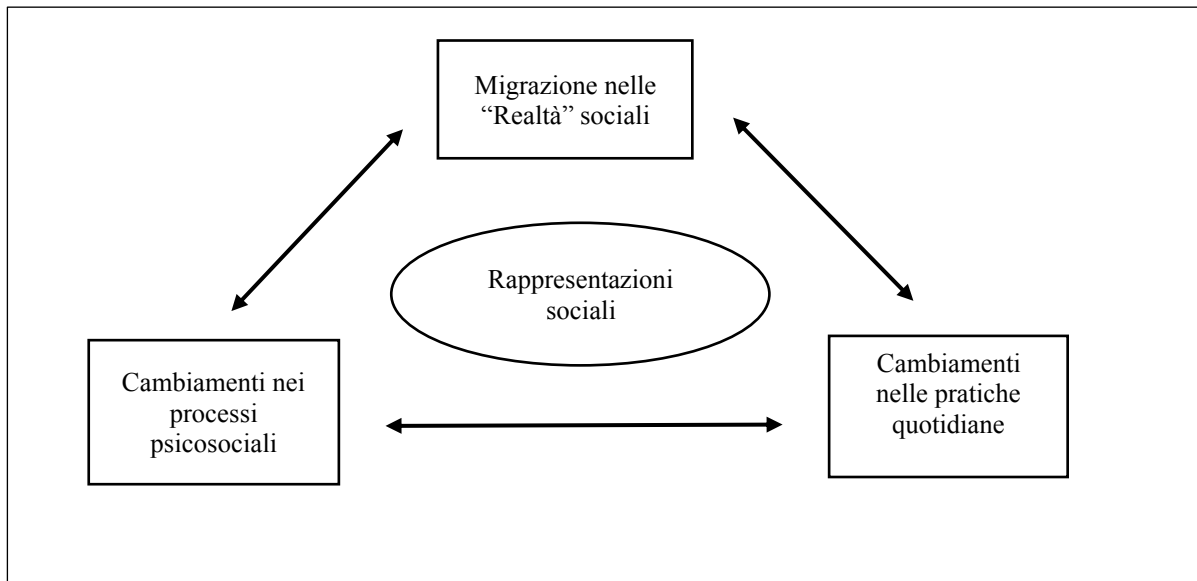 Migrazione nelle
“Realtà” sociali
Rappresentazioni
sociali
Cambiamenti nei
processi
psicosociali
Cambiamenti
nelle pratiche
quotidiane